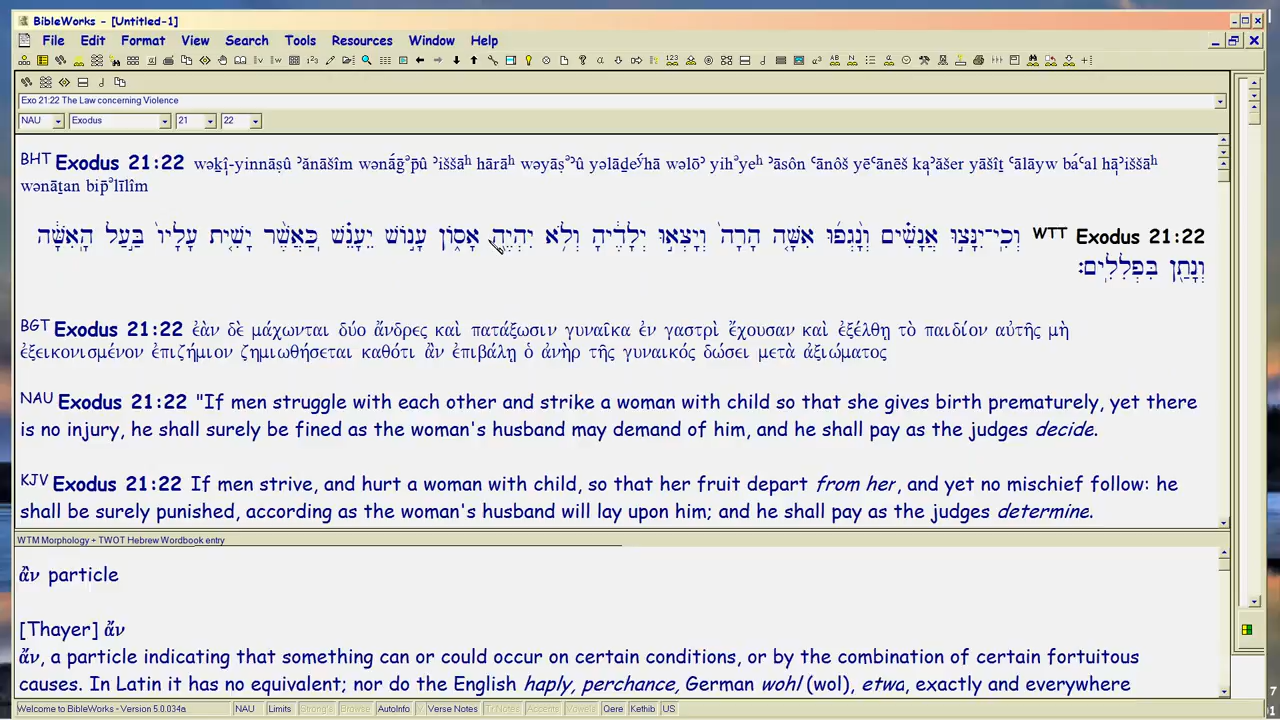 BibleWorks - [Untitled-1]
File Edit Format View Search Tools Resources Window Help
Exo 21:22 The Law concerning Violence
NAU Exodus 21 22
BHT Exodus 21:22 wəkî-yinnāṣû ʾănāšîm wənāgəpû ʾiššâ hārâ wəyāṣəʾû yəlādeʸhā wəlōʾ yihəyeʰ ʾāsôn ʿānôš yēʿānēš kaʾăšer yāšît ʿālāyw báʿal hāʾiššāʰ
wənātan bipəlīlîm
WTT Exodus 21:22 וְכִֽי־יִנָּצ֣וּ אֲנָשִׁ֗ים וְנָ֨גְפ֜וּ אִשָּׁ֤ה הָרָה֙ וְיָצְא֣וּ יְלָדֶ֔יהָ וְלֹ֥א יִהְיֶ֖ה אָס֑וֹן עָנ֣וֹשׁ יֵעָנֵ֗שׁ כַּֽאֲשֶׁ֨ר יָשִׁ֤ית עָלָיו֙ בַּ֣עַל הָֽאִשָּׁ֔ה
וְנָתַ֖ן בִּפְלִלִֽים׃
BGT Exodus 21:22 ἐὰν δὲ μάχωνται δύο ἄνδρες καὶ πατάξωσιν γυναῖκα ἐν γαστρὶ ἔχουσαν καὶ ἐξέλθῃ τὸ παιδίον αὐτῆς μὴ
ἐξεικονισμένον ἐπιζήμιον ζημιωθήσεται καθότι ἂν ἐπιβάλῃ ὁ ἀνὴρ τῆς γυναικός δώσει μετὰ ἀξιώματος
NAU Exodus 21:22 "If men struggle with each other and strike a woman with child so that she gives birth prematurely, yet there
is no injury, he shall surely be fined as the woman's husband may demand of him, and he shall pay as the judges decide.
KJV Exodus 21:22 If men strive, and hurt a woman with child, so that her fruit depart from her, and yet no mischief follow: he
shall be surely punished, according as the woman's husband will lay upon him; and he shall pay as the judges determine.
WTM Morphology + TWOT Hebrew Wordbook entry
ἂν particle
[Thayer] ἄν
ἄν, a particle indicating that something can or could occur on certain conditions, or by the combination of certain fortuitous
causes. In Latin it has no equivalent; nor do the English haply, perchance, German wohl (wol), etwa, exactly and everywhere
Welcome to BibleWorks - Version 5.0.034a NAU Limits Strong's Browse AutoInfo V Verse Notes Tr.Notes Accents Vowels Qere Kethib US